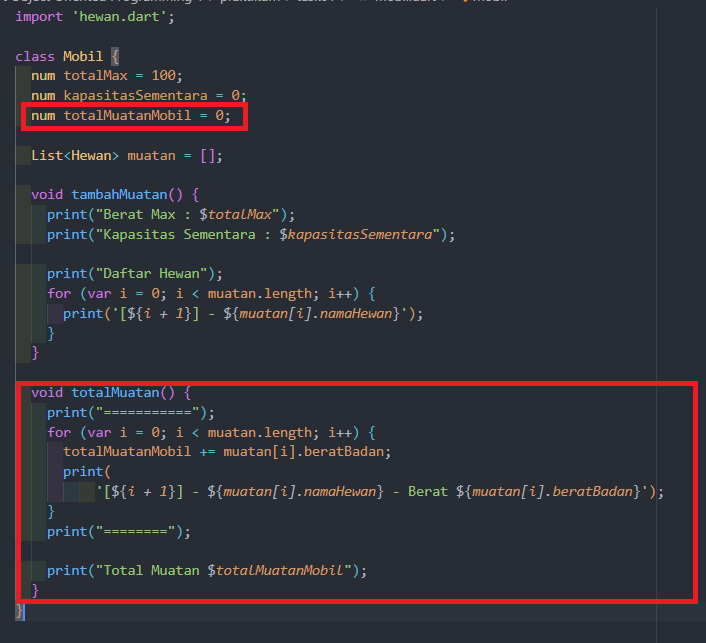 import 'hewan.dart';
class Mobil {
num totalMax = 100;
num kapasitasSementara = 0;
num totalMuatanMobil = 0;
List<Hewan> muatan = [];
void tambahMuatan() {
print("Berat Max : $totalMax");
print("Kapasitas Sementara : $kapasitasSementara");
print("Daftar Hewan");
for (var i = 0; i < muatan.length; i++) {
print('[${i + 1}] - ${muatan[i].namaHewan}');
}
}
void totalMuatan() {
print("===========");
for (var i = 0; i < muatan.length; i++) {
totalMuatanMobil += muatan[i].beratBadan;
print(
'[${i + 1}] - ${muatan[i].namaHewan} - Berat ${muatan[i].beratBadan}');
}
print("========");
print("Total Muatan $totalMuatanMobil");
}
}